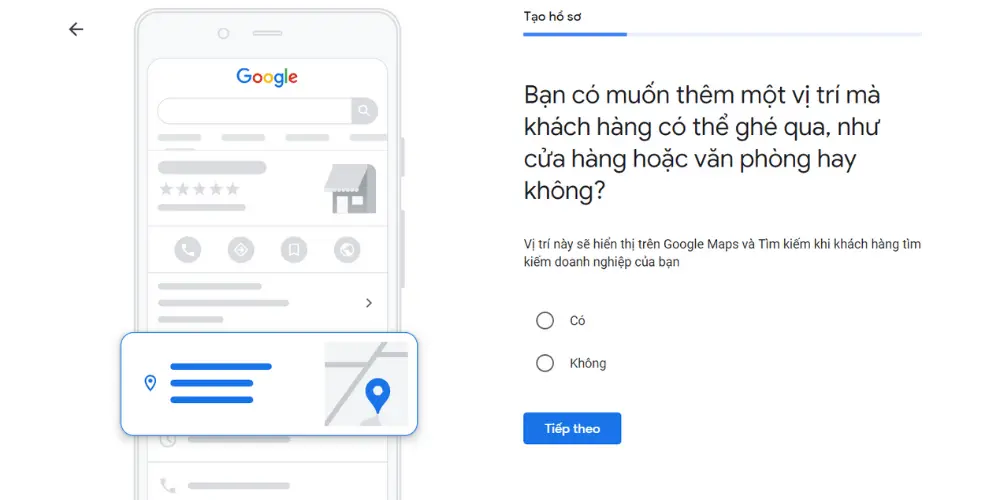 Google
Tạo hồ sơ
Bạn có muốn thêm một vị trí mà
khách hàng có thể ghé qua, như
cửa hàng hoặc văn phòng hay
không?
Vị trí này sẽ hiển thị trên Google Maps và Tìm kiếm khi khách hàng tìm
kiếm doanh nghiệp của bạn
Có
Không
Tiếp theo